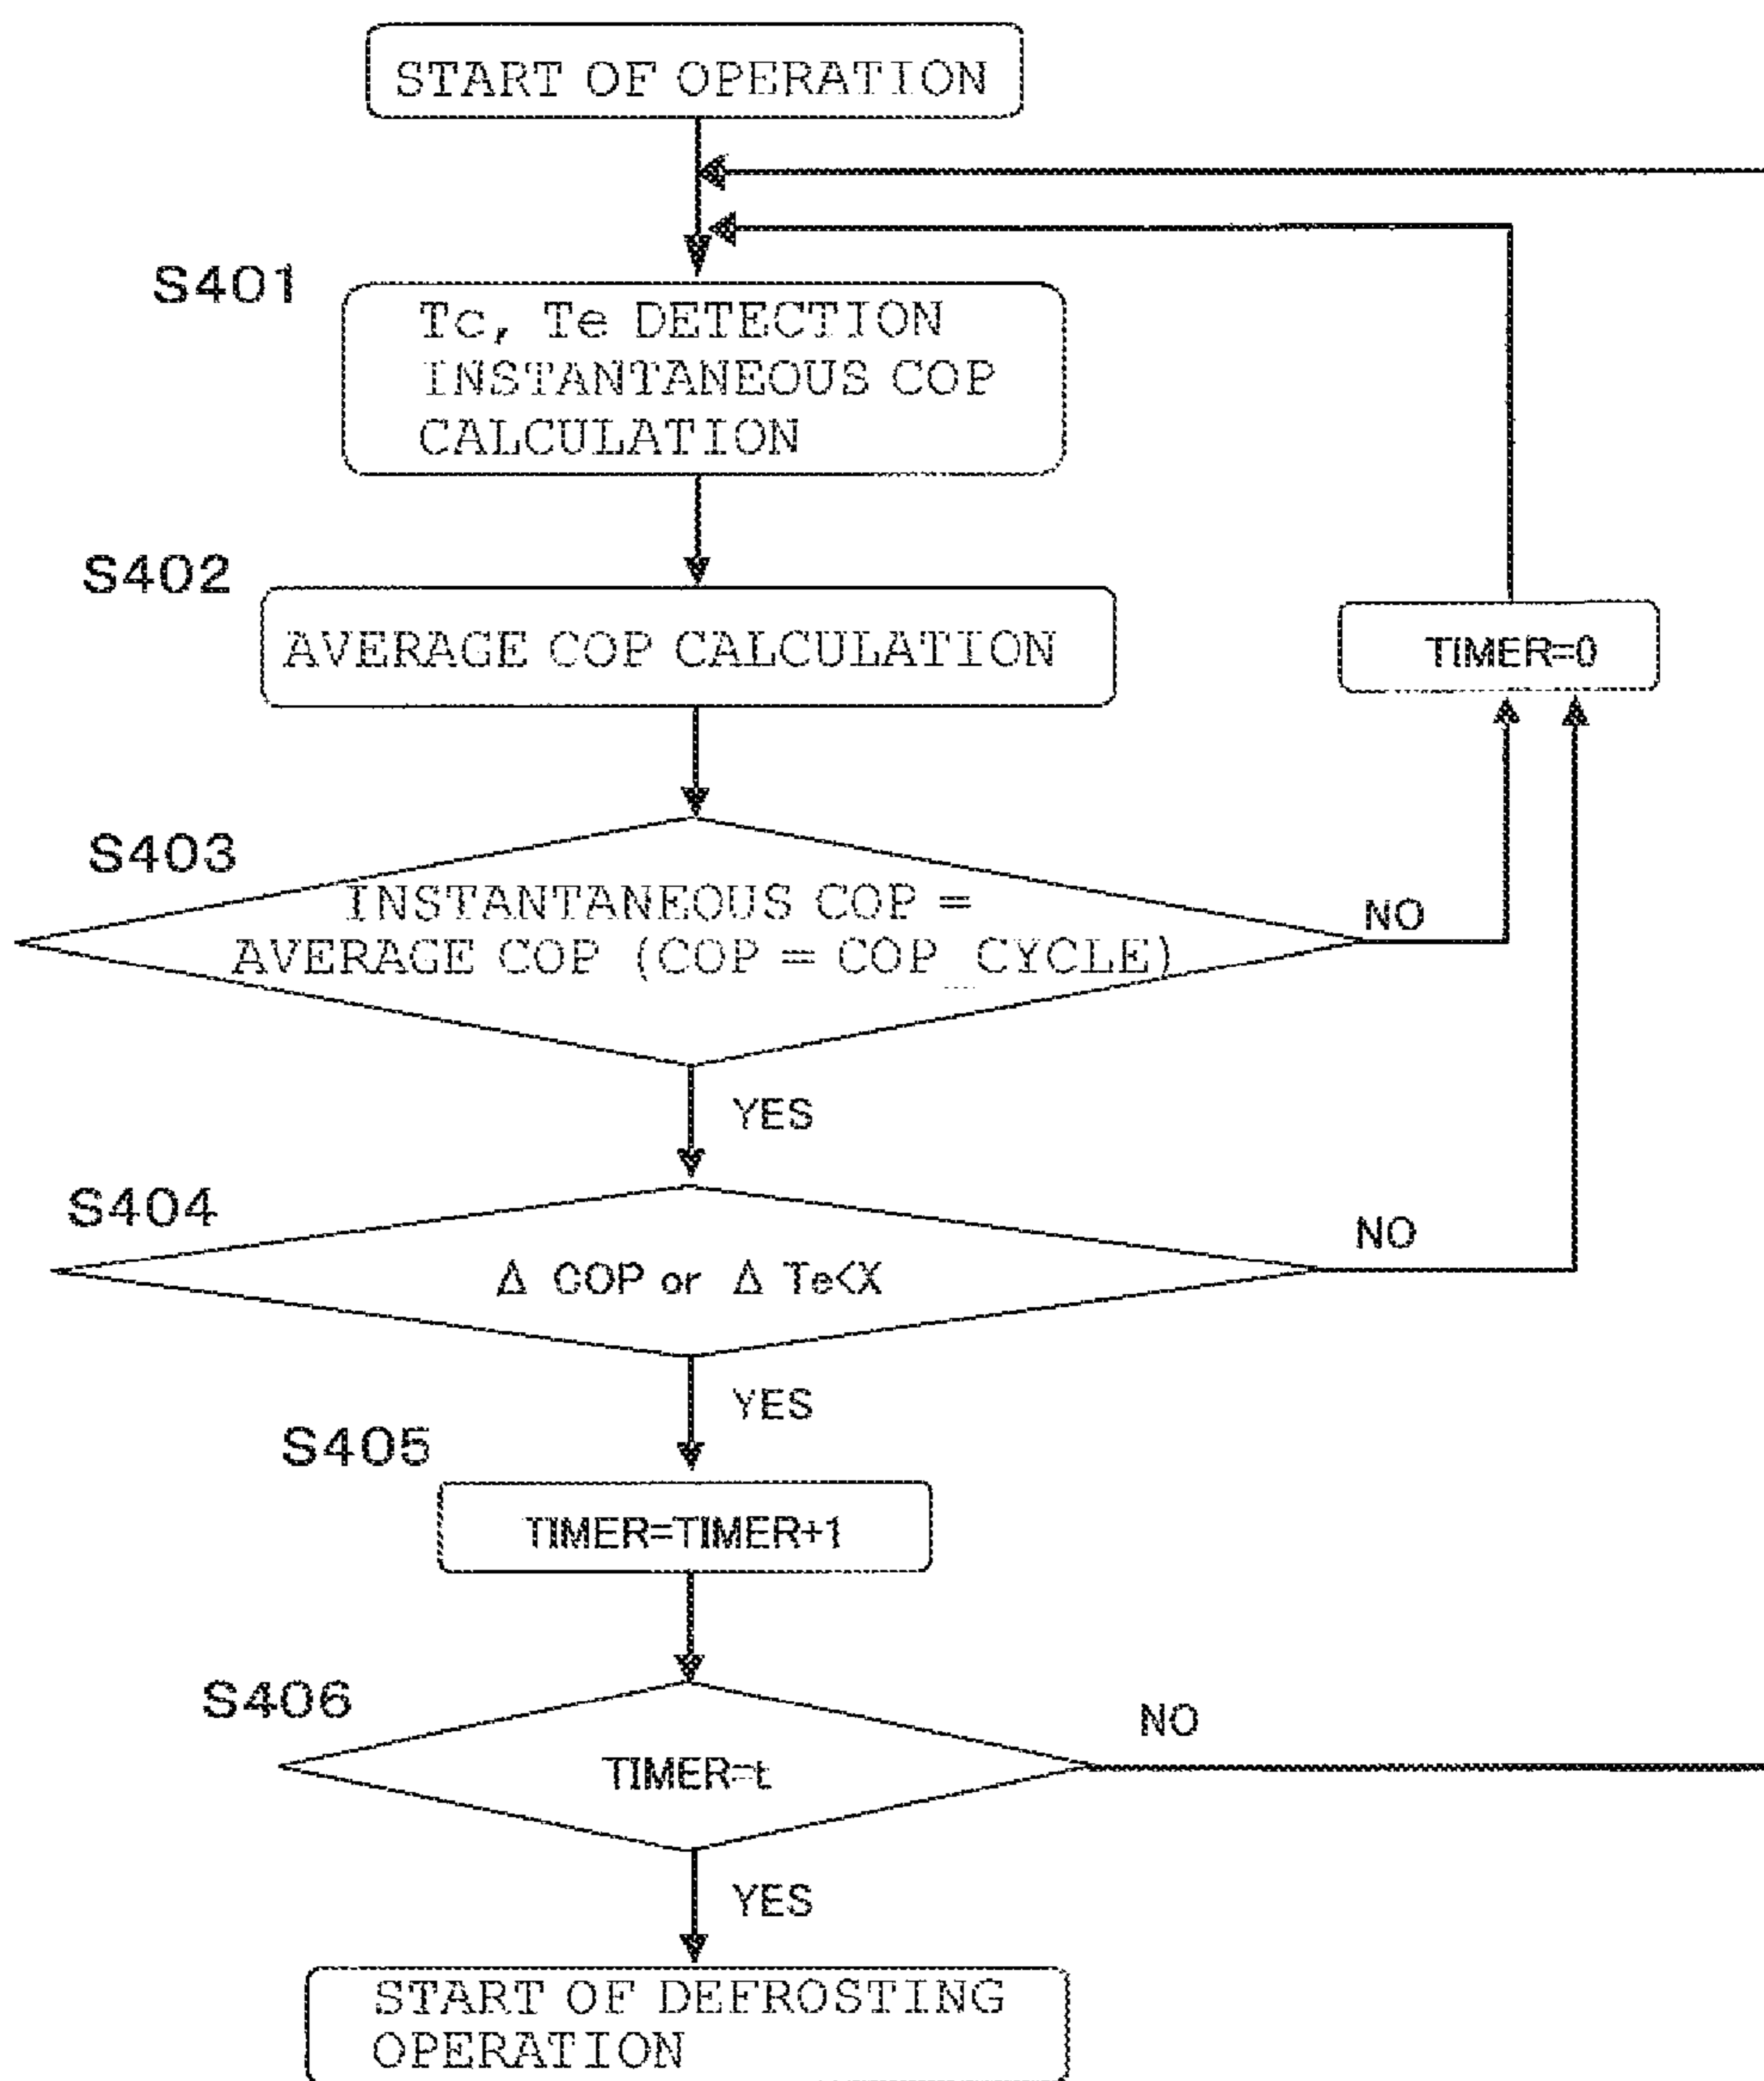 START OF OPERATION
S401
Tc, Te DETECTION
INSTANTANEOUS COP
CALCULATION
S402
AVERAGE COP CALCULATION
TIMER=0
S403
INSTANTANEOUS COP =
AVERAGE COP (COP = COP_CYCLE)
NO
YES
S404
Δ COP or Δ Te<X
NO
YES
S405
TIMER=TIMER+1
S406
TIMER=t
NO
YES
START OF DEFROSTING
OPERATION